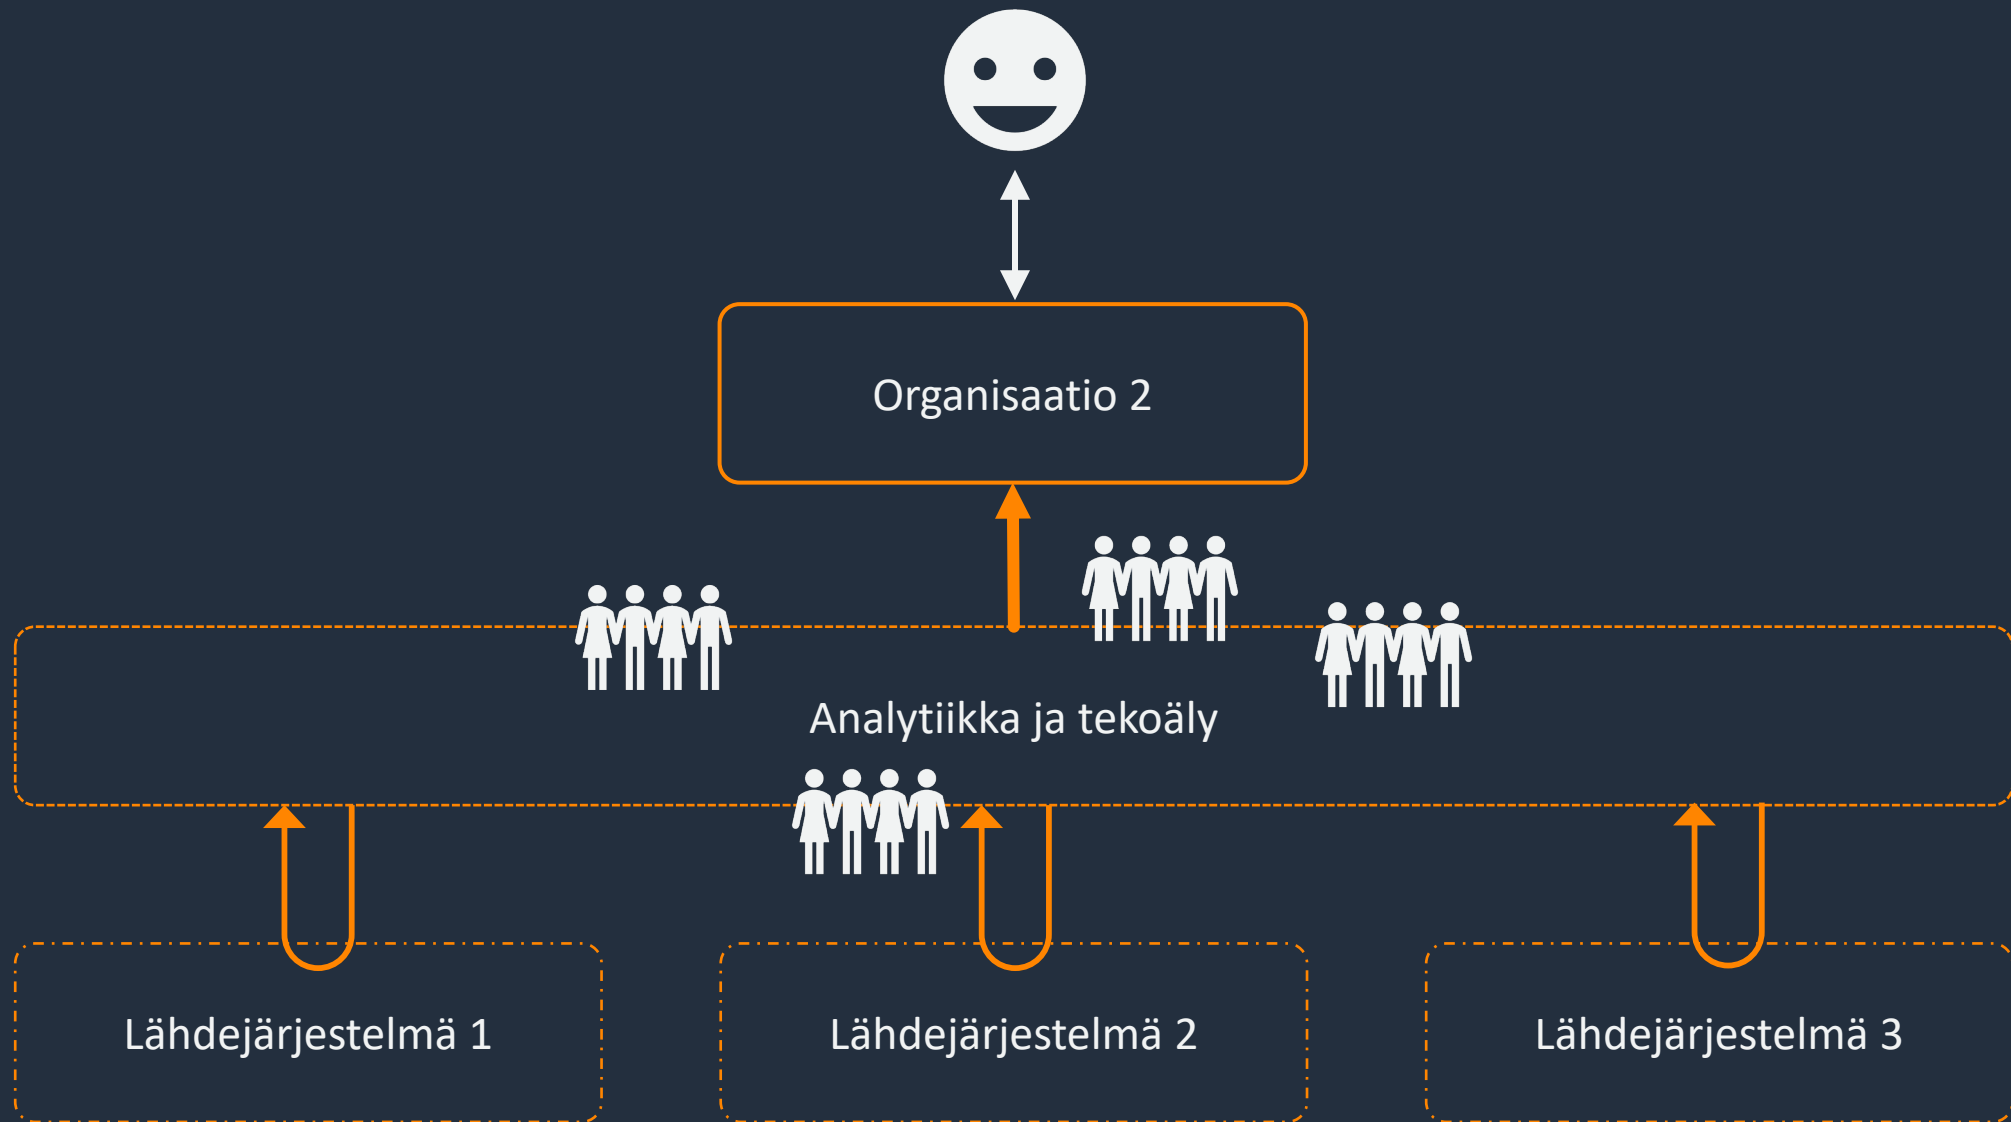 Organisaatio 2
Analytiikka ja tekoäly
Lähdejärjestelmä 1
Lähdejärjestelmä 2
Lähdejärjestelmä 3